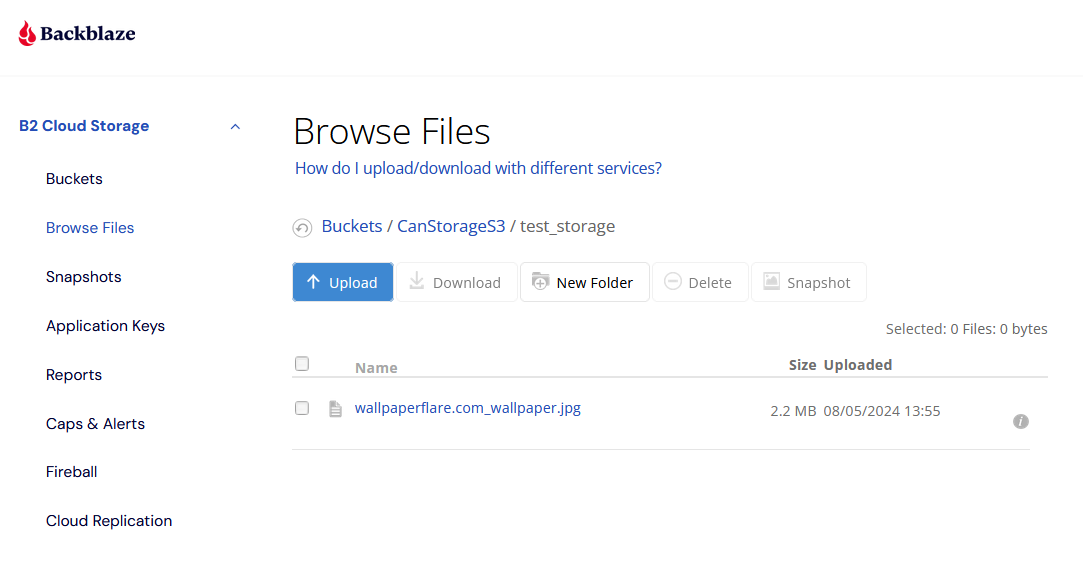 Backblaze
B2 Cloud Storage
Buckets
Browse Files
Snapshots
Application Keys
Reports
Caps & Alerts
Fireball
Cloud Replication
Browse Files
How do I upload/download with different services?
Buckets / CanStorageS3 / test_storage
Upload Download New Folder Delete Snapshot
Selected: 0 Files: 0 bytes
Name Size Uploaded
wallpaperflare.com_wallpaper.jpg 2.2 MB 08/05/2024 13:55